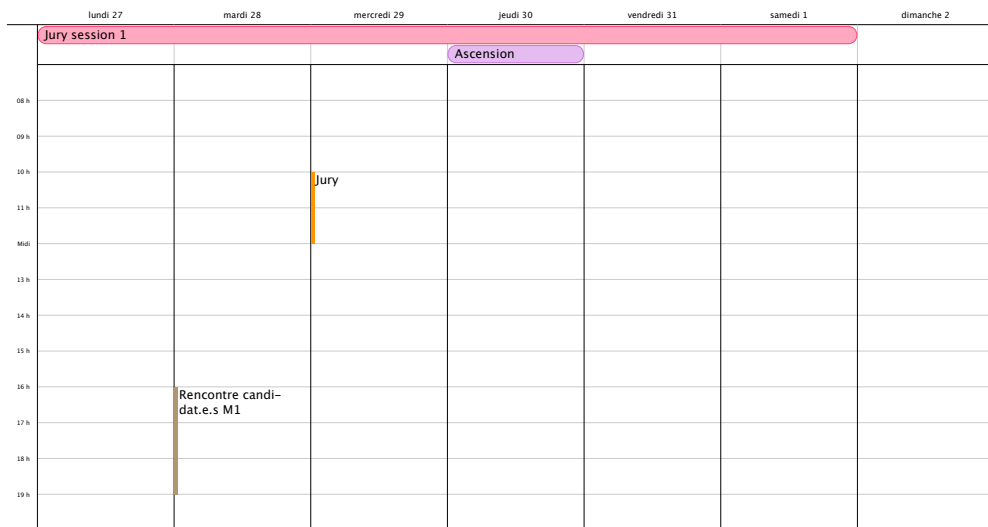 lundi 27
mardi 28
mercredi 29
jeudi 30
vendredi 31
samedi 1
dimanche 2
Jury session 1
Ascension
08 h
09 h
10 h
Jury
11 h
Midi
13 h
14 h
15 h
16 h
Rencontre candi-
dat.e.s M1
17 h
18 h
19 h